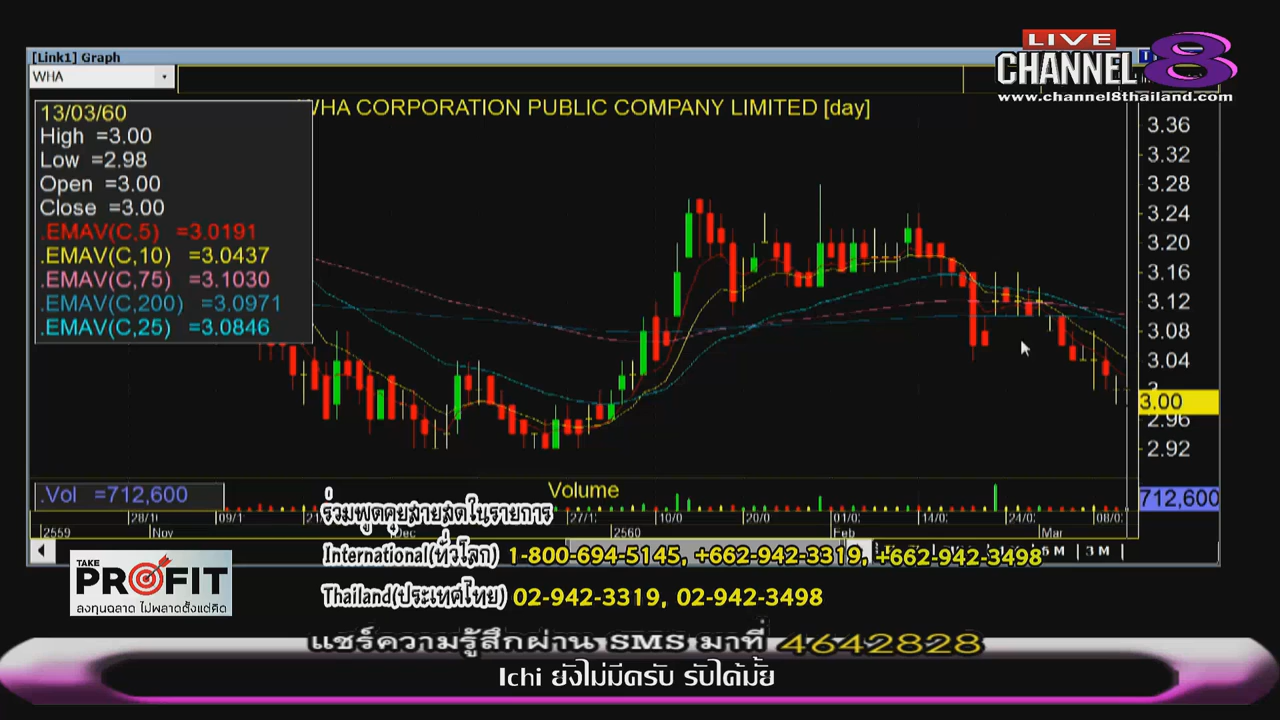 [Link1] Graph
WHA
LIVE
CHANNEL 8
www.channel8thailand.com
WHA CORPORATION PUBLIC COMPANY LIMITED [day]
13/03/60
High =3.00
Low =2.98
Open =3.00
Close =3.00
.EMAV(C,5) =3.0191
.EMAV(C,10) =3.0437
.EMAV(C,75) =3.1030
.EMAV(C,200) =3.0971
.EMAV(C,25) =3.0846
3.36
3.32
3.28
3.24
3.20
3.16
3.12
3.08
3.04
3.00
2.96
2.92
.Vol =712,600
Volume
712,600
2559 Nov Dec 2560 Feb Mar
ร่วมพูดคุยสายสดในรายการ
International(ทั่วโลก) 1-800-694-5145, +662-942-3319, +662-942-3498
6 M 3 M
TAKE
PROFIT
ลงทุนฉลาด ไม่พลาดตั้งแต่คิด
Thailand(ประเทศไทย) 02-942-3319, 02-942-3498
แชร์ความรู้สึกผ่าน SMS มาที่ 4642828
Ichi ยังไม่มีครับ รับได้มั้ย